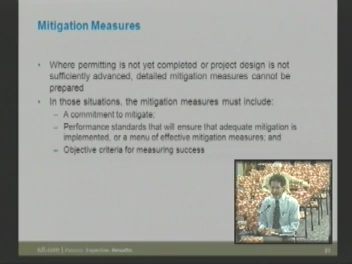 Mitigation Measures
• Where permitting is not yet completed or project design is not
sufficiently advanced, detailed mitigation measures cannot be
prepared
• In those situations, the mitigation measures must include:
– A commitment to mitigate;
– Performance standards that will ensure that adequate mitigation is
implemented, or a menu of effective mitigation measures; and
– Objective criteria for measuring success